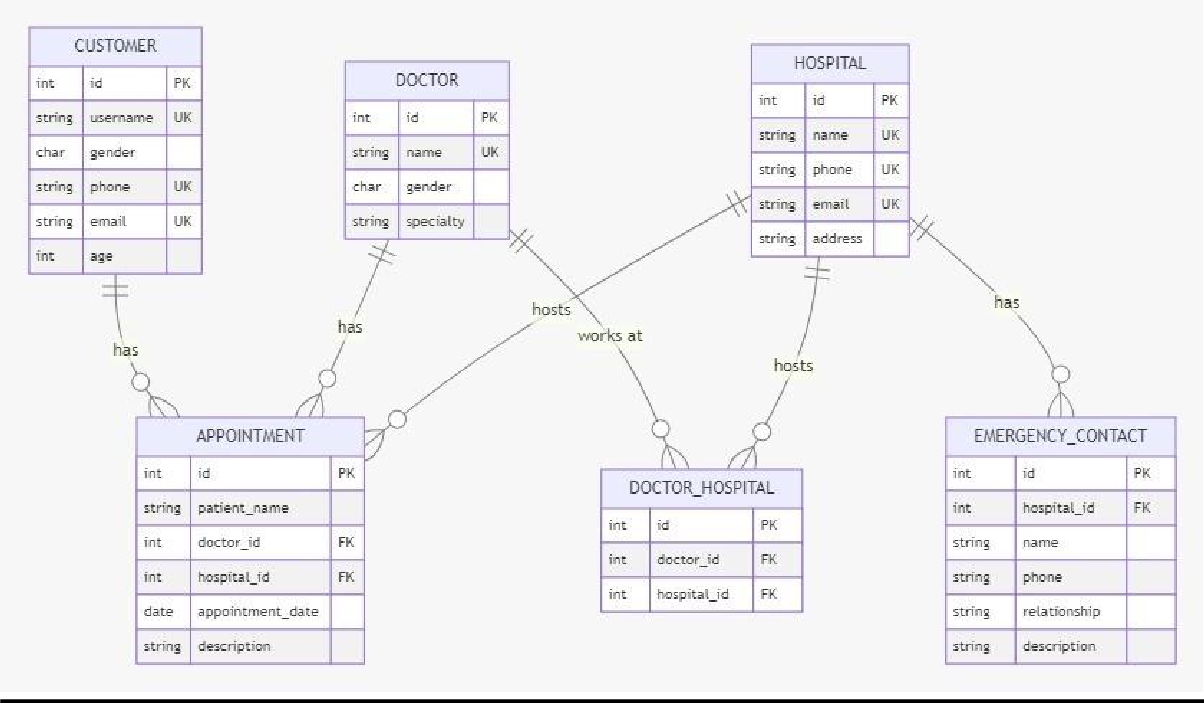 CUSTOMER
int id PK
string username UK
char gender
string phone UK
string email UK
int age
DOCTOR
int id PK
string name UK
char gender
string specialty
HOSPITAL
int id PK
string name UK
string phone UK
string email UK
string address
has
has
hosts
works at
hosts
has
APPOINTMENT
int id PK
string patient_name
int doctor_id FK
int hospital_id FK
date appointment_date
string description
DOCTOR_HOSPITAL
int id PK
int doctor_id FK
int hospital_id FK
EMERGENCY_CONTACT
int id PK
int hospital_id FK
string name
string phone
string relationship
string description